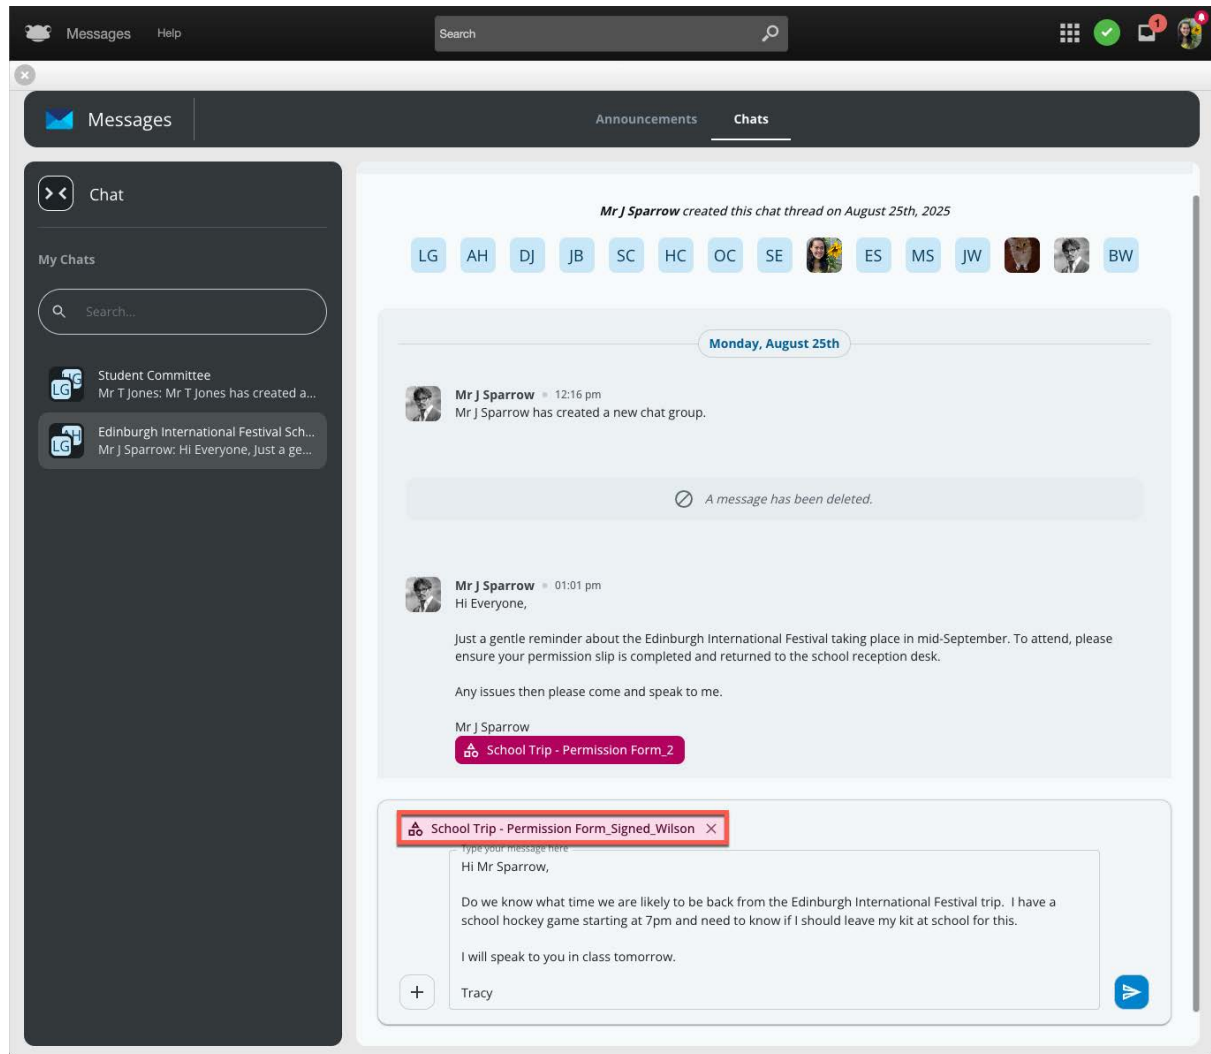 Messages Help Search 1
Messages Announcements Chats
Chat
My Chats
Search...
Student Committee
Mr T Jones: Mr T Jones has created a...
Edinburgh International Festival Sch...
Mr J Sparrow: Hi Everyone, Just a ge...
LG
LG
Mr J Sparrow created this chat thread on August 25th, 2025
LG AH DJ JB SC HC OC SE ES MS JW BW
Monday, August 25th
Mr J Sparrow 12:16 pm
Mr J Sparrow has created a new chat group.
A message has been deleted.
Mr J Sparrow 01:01 pm
Hi Everyone,
Just a gentle reminder about the Edinburgh International Festival taking place in mid-September. To attend, please
ensure your permission slip is completed and returned to the school reception desk.
Any issues then please come and speak to me.
Mr J Sparrow
School Trip - Permission Form_2
School Trip - Permission Form_Signed_Wilson
Type your message here
Hi Mr Sparrow,
Do we know what time we are likely to be back from the Edinburgh International Festival trip. I have a
school hockey game starting at 7pm and need to know if I should leave my kit at school for this.
I will speak to you in class tomorrow.
Tracy